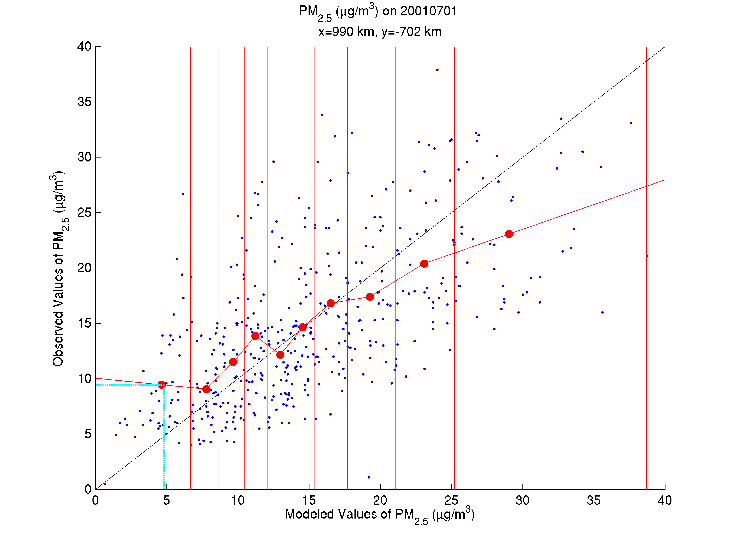 PM2.5 (μg/m3) on 20010701
x=990 km, y=-702 km
40
35
30
25
20
15
10
5
0
Observed Values of PM2.5 (μg/m3)
0 5 10 15 20 25 30 35 40
Modeled Values of PM2.5 (μg/m3)